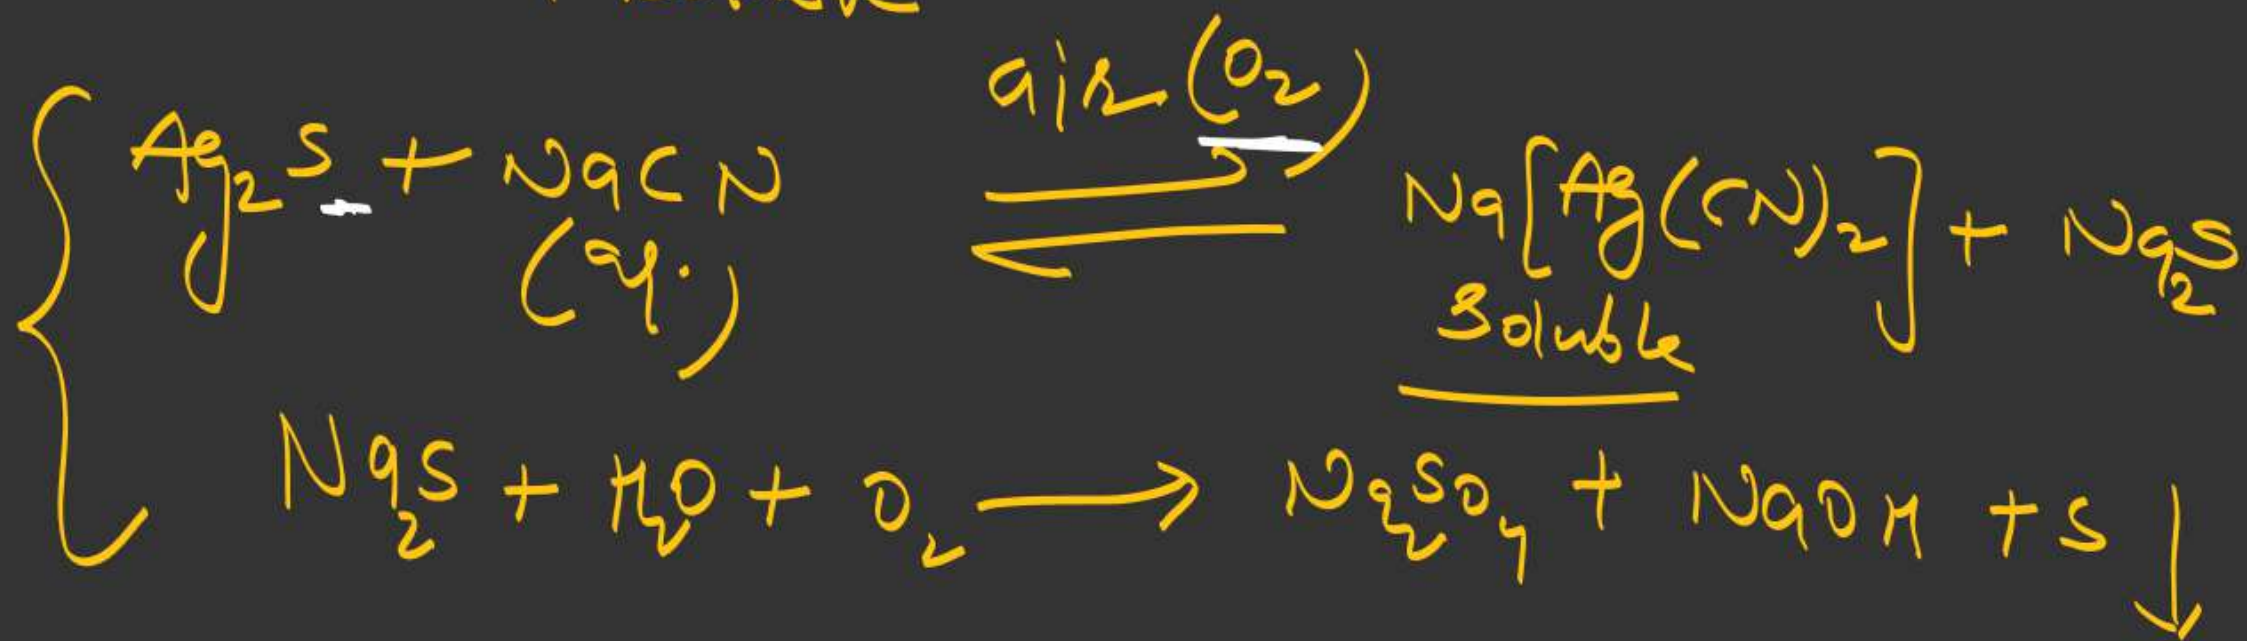 air (O₂)
Ag₂S + NaCN ⇌ Na[Ag(CN)₂] + Na₂S
(aq.)
Soluble
Na₂S + H₂O + O₂ ⟶ Na₂SO₄ + NaOH + S↓